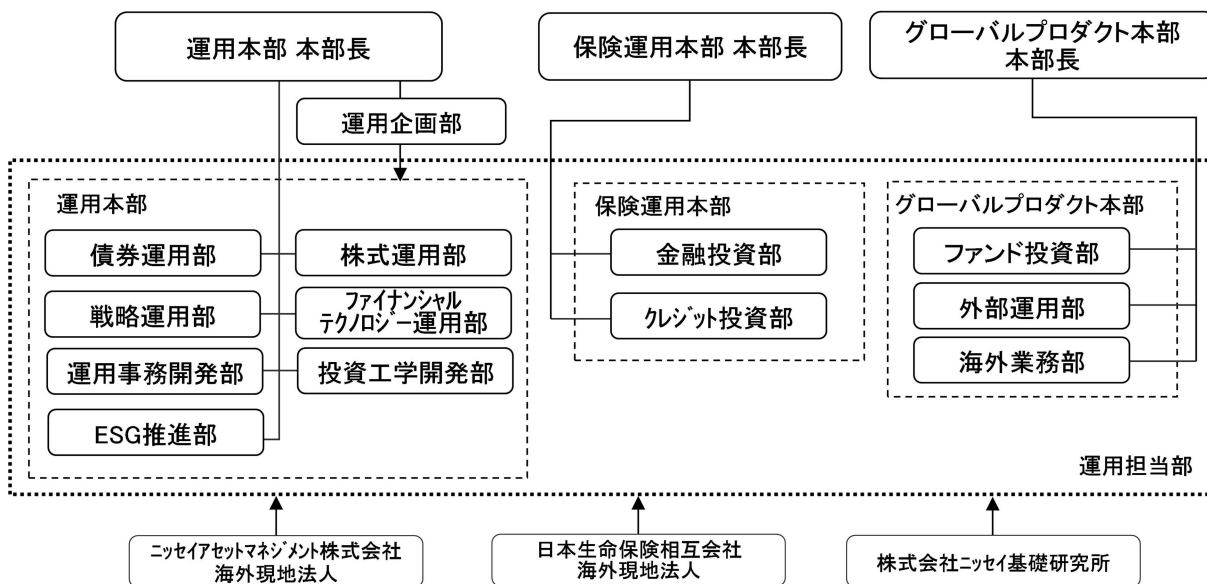 運用本部 本部長
保険運用本部 本部長
グローバルプロダクト本部
本部長
運用企画部
運用本部
債券運用部
株式運用部
戦略運用部
ファイナンシャル
テクノロジー運用部
運用事務開発部
投資工学開発部
ESG推進部
保険運用本部
金融投資部
クレジット投資部
グローバルプロダクト本部
ファンド投資部
外部運用部
海外業務部
運用担当部
ニッセイアセットマネジメント株式会社
海外現地法人
日本生命保険相互会社
海外現地法人
株式会社ニッセイ基礎研究所